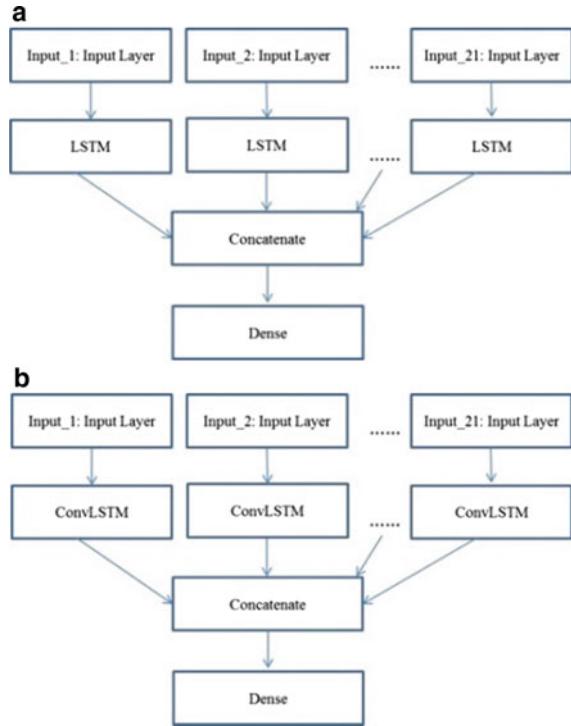 a
Input_1: Input Layer
Input_2: Input Layer
......
Input_21: Input Layer
LSTM
LSTM
......
LSTM
Concatenate
Dense
b
Input_1: Input Layer
Input_2: Input Layer
......
Input_21: Input Layer
ConvLSTM
ConvLSTM
......
ConvLSTM
Concatenate
Dense